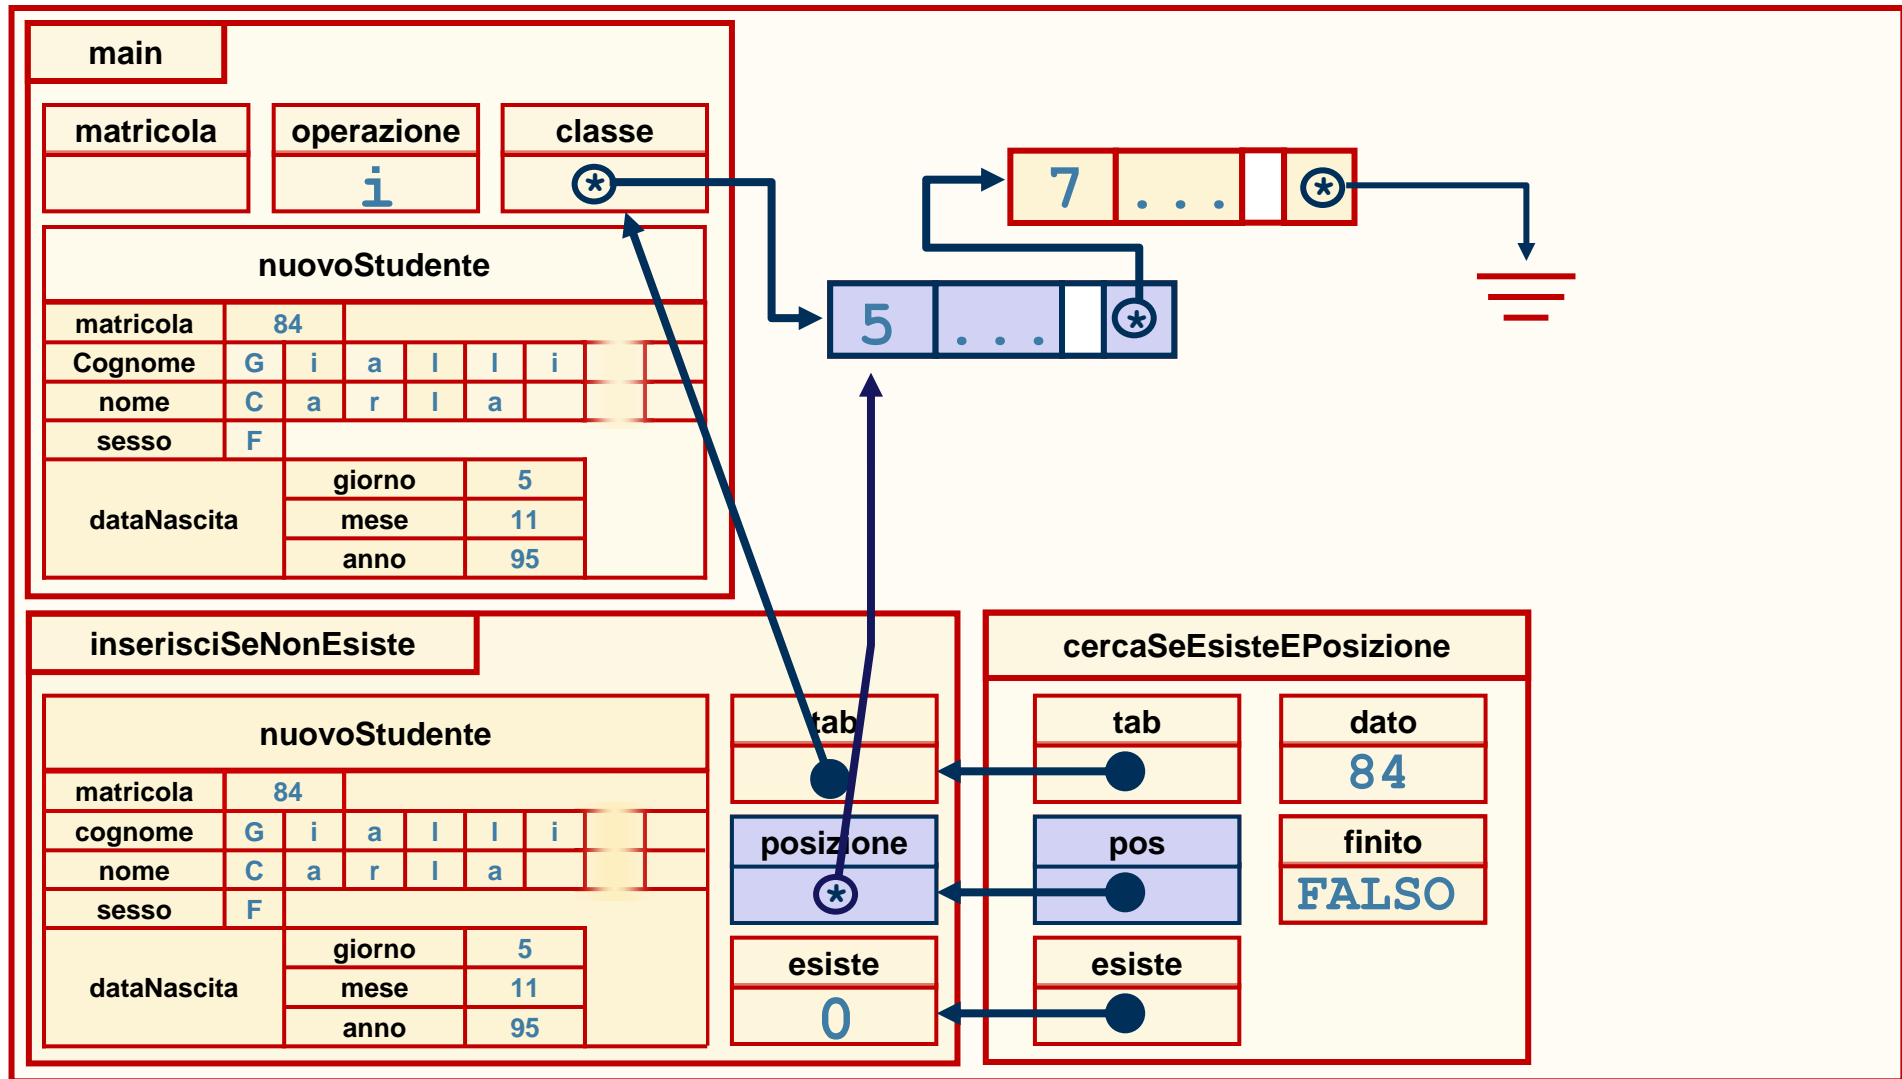 main
matricola operazione classe
i *
7 . . . *
nuovoStudente
5 . . . *
matricola 84
Cognome G i a l l i
nome C a r l a
sesso F
dataNascita
giorno 5
mese 11
anno 95
inserisciSeNonEsiste
nuovoStudente
matricola 84
cognome G i a l l i
nome C a r l a
sesso F
dataNascita
giorno 5
mese 11
anno 95
tab
posizione
*
esiste
0
cercaSeEsisteEPosizione
tab dato
84
pos finito
FALSO
esiste